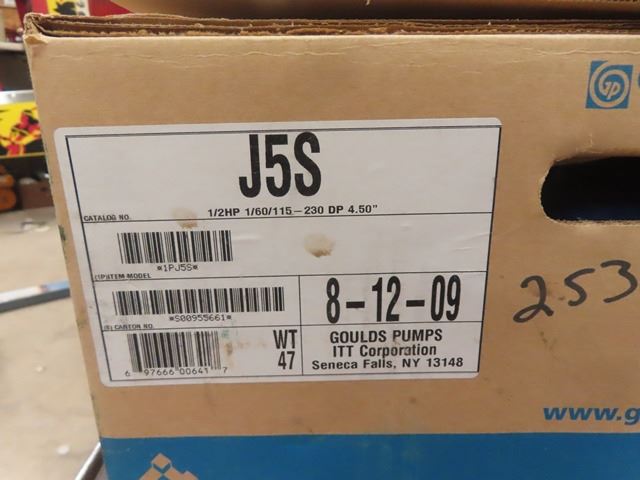 GP
J5S
1/2HP 1/60/115-230 DP 4.50"
CATALOG NO.
*1PJ5S*
(1P)ITEM-MODEL
*S00955661*
(S) CARTON NO.
8-12-09
WT
47
6 97666 00641 7
GOULDS PUMPS
ITT Corporation
Seneca Falls, NY 13148
253
www.g